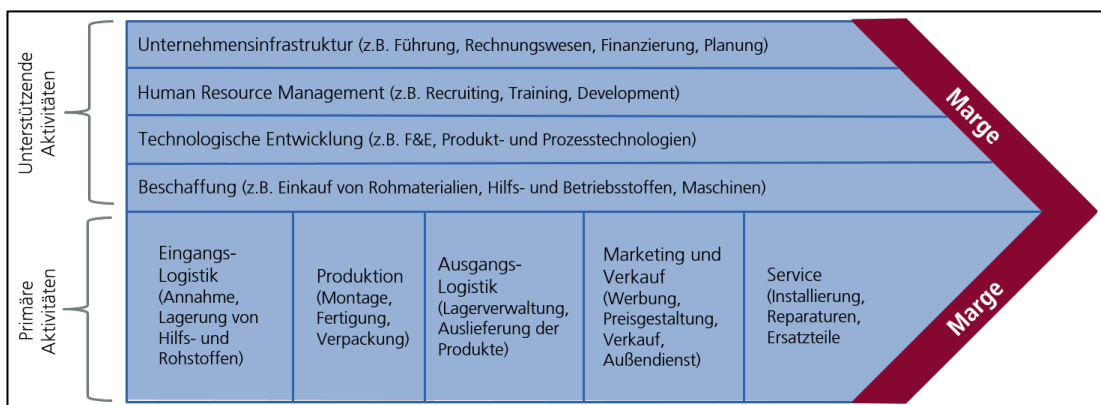 Unterstützende
Aktivitäten
Unternehmensinfrastruktur (z.B. Führung, Rechnungswesen, Finanzierung, Planung)
Human Resource Management (z.B. Recruiting, Training, Development)
Technologische Entwicklung (z.B. F&E, Produkt- und Prozesstechnologien)
Beschaffung (z.B. Einkauf von Rohmaterialien, Hilfs- und Betriebsstoffen, Maschinen)
Marge
Primäre
Aktivitäten
Eingangs-
Logistik
(Annahme,
Lagerung von
Hilfs- und
Rohstoffen)
Produktion
(Montage,
Fertigung,
Verpackung)
Ausgangs-
Logistik
(Lagerverwaltung,
Auslieferung der
Produkte)
Marketing und
Verkauf
(Werbung,
Preisgestaltung,
Verkauf,
Außendienst)
Service
(Installierung,
Reparaturen,
Ersatzteile
Marge